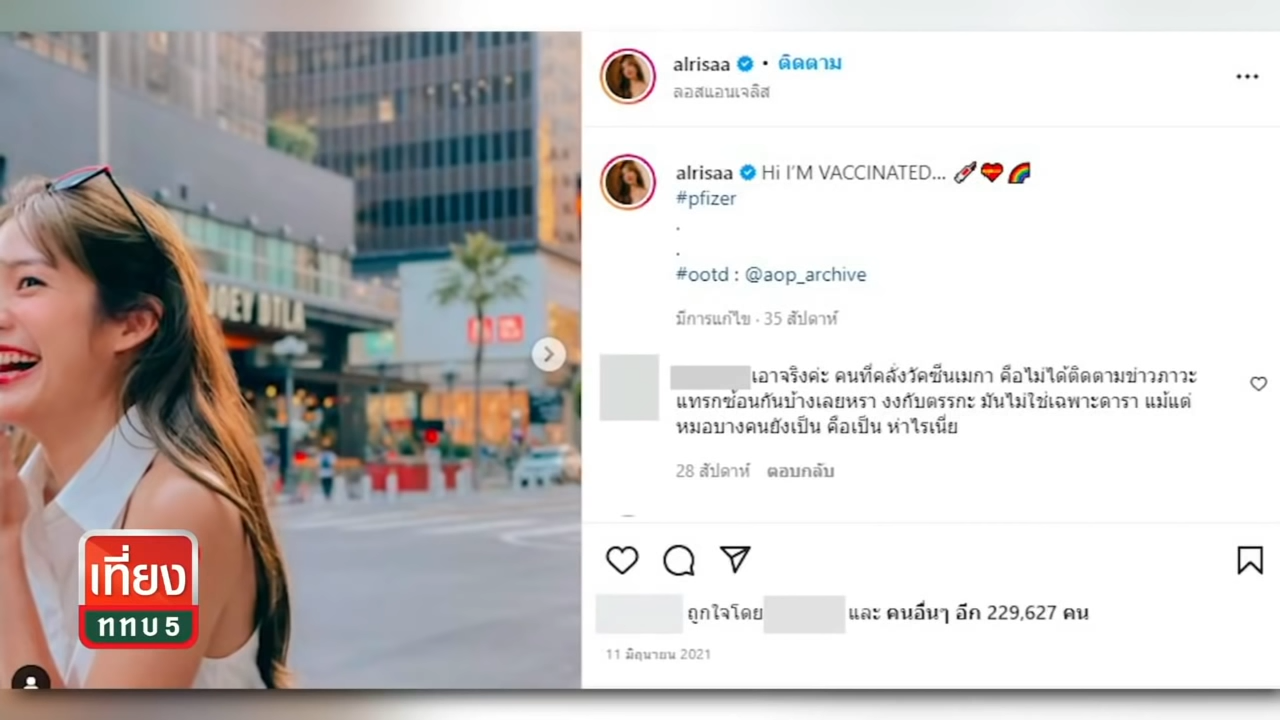 alrisaa • ติดตาม
ลอสแอนเจลิส
alrisaa Hi I'M VACCINATED...
#pfizer
.
.
#ootd : @aop_archive
มีการแก้ไข · 35 สัปดาห์
เอาจริงค่ะ คนที่คลั่งวัคซีนเมกา คือไม่ได้ติดตามข่าวภาวะ
แทรกซ้อนกันบ้างเลยหรา งงกับตรรกะ มันไม่ใช่เฉพาะดารา แม้แต่
หมอบางคนยังเป็น คือเป็น ห่าไรเนี่ย
28 สัปดาห์ ตอบกลับ
ถูกใจโดย และ คนอื่นๆ อีก 229,627 คน
11 มิถุนายน 2021
JOEY DTLA
เที่ยง
ททบ5